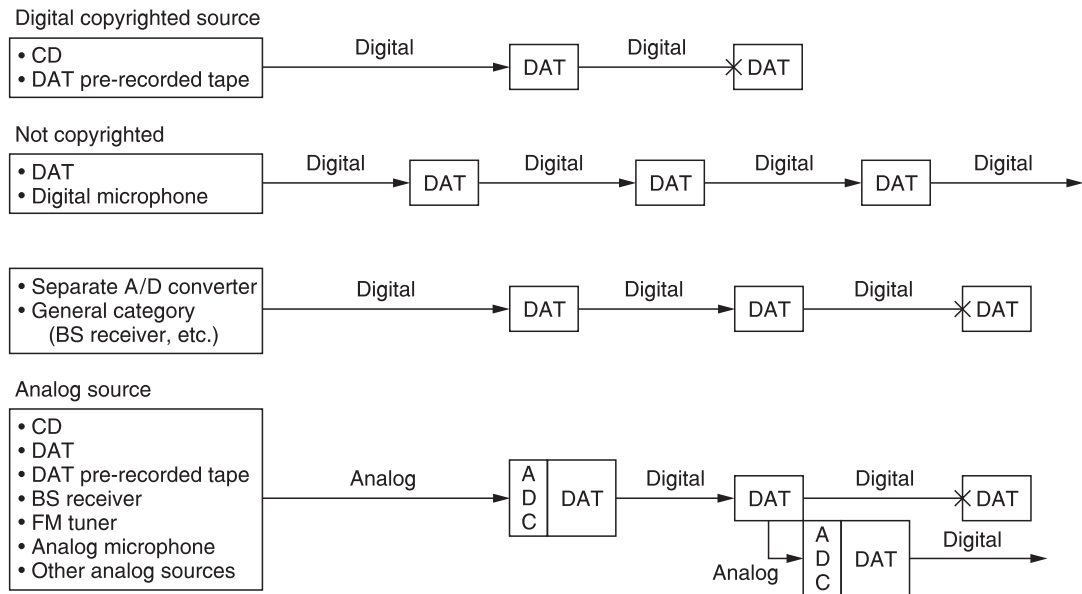 Digital copyrighted source
• CD
• DAT pre-recorded tape
Digital
DAT
Digital
DAT
Not copyrighted
• DAT
• Digital microphone
Digital
DAT
Digital
DAT
Digital
DAT
Digital
• Separate A/D converter
• General category
(BS receiver, etc.)
Digital
DAT
Digital
DAT
Digital
DAT
Analog source
• CD
• DAT
• DAT pre-recorded tape
• BS receiver
• FM tuner
• Analog microphone
• Other analog sources
Analog
A
D
C
DAT
Digital
DAT
Digital
DAT
Analog
A
D
C
DAT
Digital